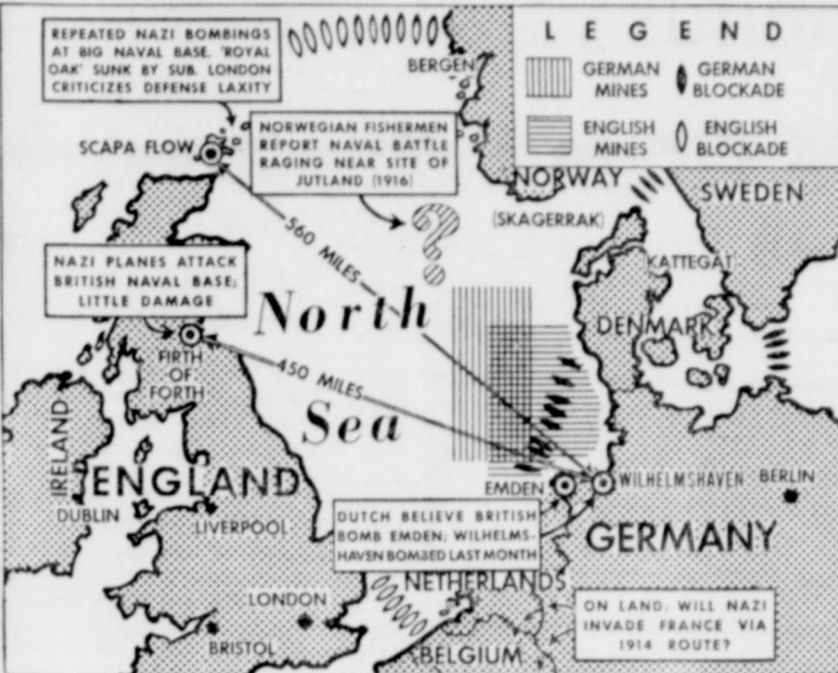 REPEATED NAZI BOMBINGS
AT BIG NAVAL BASE. 'ROYAL
OAK' SUNK BY SUB. LONDON
CRITICIZES DEFENSE LAXITY
BERGEN
LEGEND
GERMAN
MINES
GERMAN
BLOCKADE
ENGLISH
MINES
ENGLISH
BLOCKADE
SCAPA FLOW
NORWEGIAN FISHERMEN
REPORT NAVAL BATTLE
RAGING NEAR SITE OF
JUTLAND (1916)
?
NORWAY
SWEDEN
(SKAGERRAK)
560 MILES
KATTEGAT
NAZI PLANES ATTACK
BRITISH NAVAL BASE;
LITTLE DAMAGE
North
DENMARK
FIRTH
OF
FORTH
450 MILES
Sea
IRELAND
ENGLAND
DUBLIN
LIVERPOOL
EMDEN
WILHELMSHAVEN
BERLIN
DUTCH BELIEVE BRITISH
BOMB EMDEN; WILHELMS-
HAVEN BOMBED LAST MONTH
GERMANY
NETHERLANDS
LONDON
ON LAND: WILL NAZI
INVADE FRANCE VIA
1914 ROUTE?
BRISTOL
BELGIUM